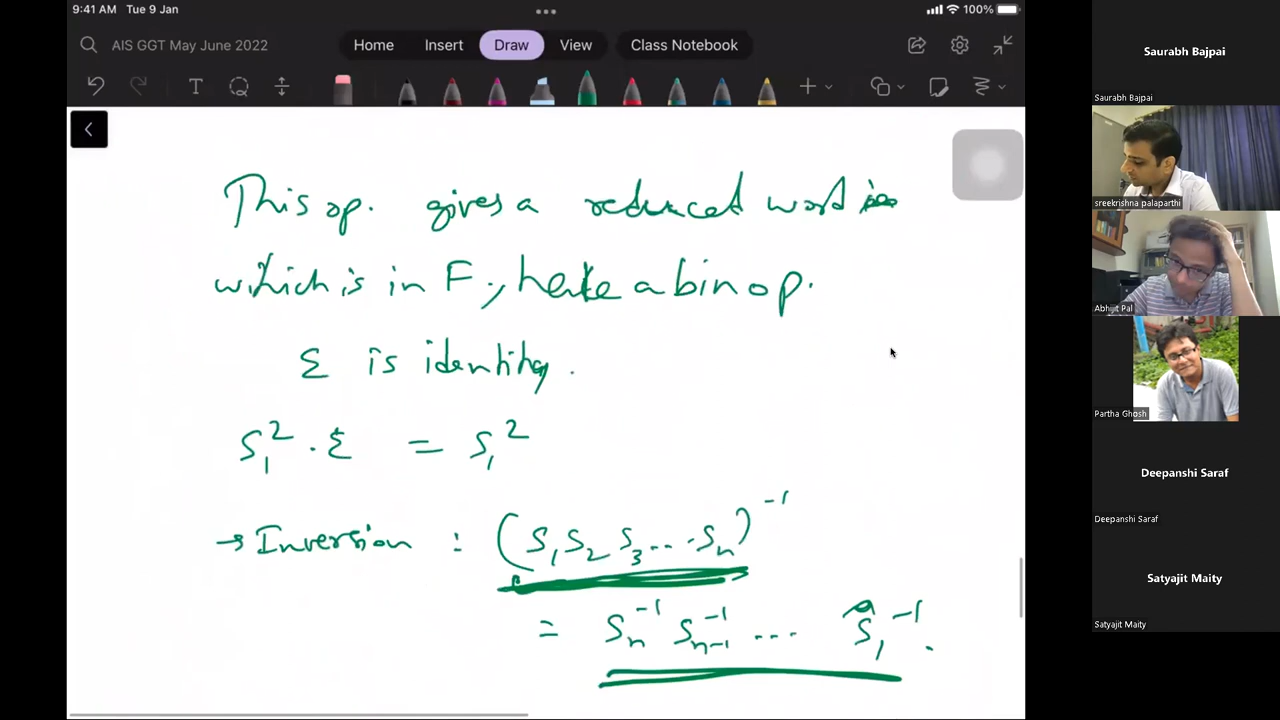 9:41 AM Tue 9 Jan
100%
AIS GGT May June 2022
Home Insert Draw View Class Notebook
This op. gives a reduced word
which is in F, hence a bin op.
Ɛ is identity.
S₁² · Ɛ = S₁²
→ Inversion : (S₁ S₂ S₃ ... Sₙ)⁻¹
= Sₙ⁻¹ Sₙ₋₁⁻¹ ... S₁⁻¹.
Saurabh Bajpai
Saurabh Bajpai
sreekrishna palaparthi
Abhijit Pal
Partha Ghosh
Deepanshi Saraf
Deepanshi Saraf
Satyajit Maity
Satyajit Maity